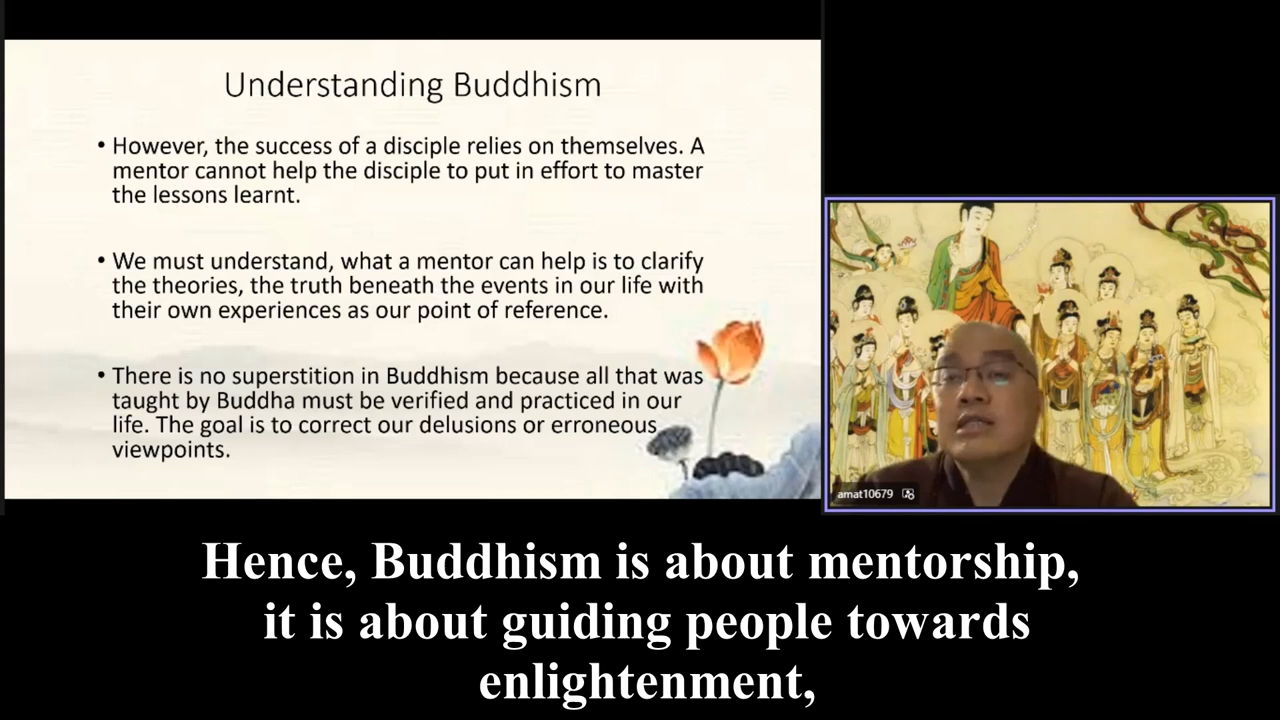 Understanding Buddhism
• However, the success of a disciple relies on themselves. A
mentor cannot help the disciple to put in effort to master
the lessons learnt.
• We must understand, what a mentor can help is to clarify
the theories, the truth beneath the events in our life with
their own experiences as our point of reference.
• There is no superstition in Buddhism because all that was
taught by Buddha must be verified and practiced in our
life. The goal is to correct our delusions or erroneous
viewpoints.
amat10679
Hence, Buddhism is about mentorship,
it is about guiding people towards
enlightenment,